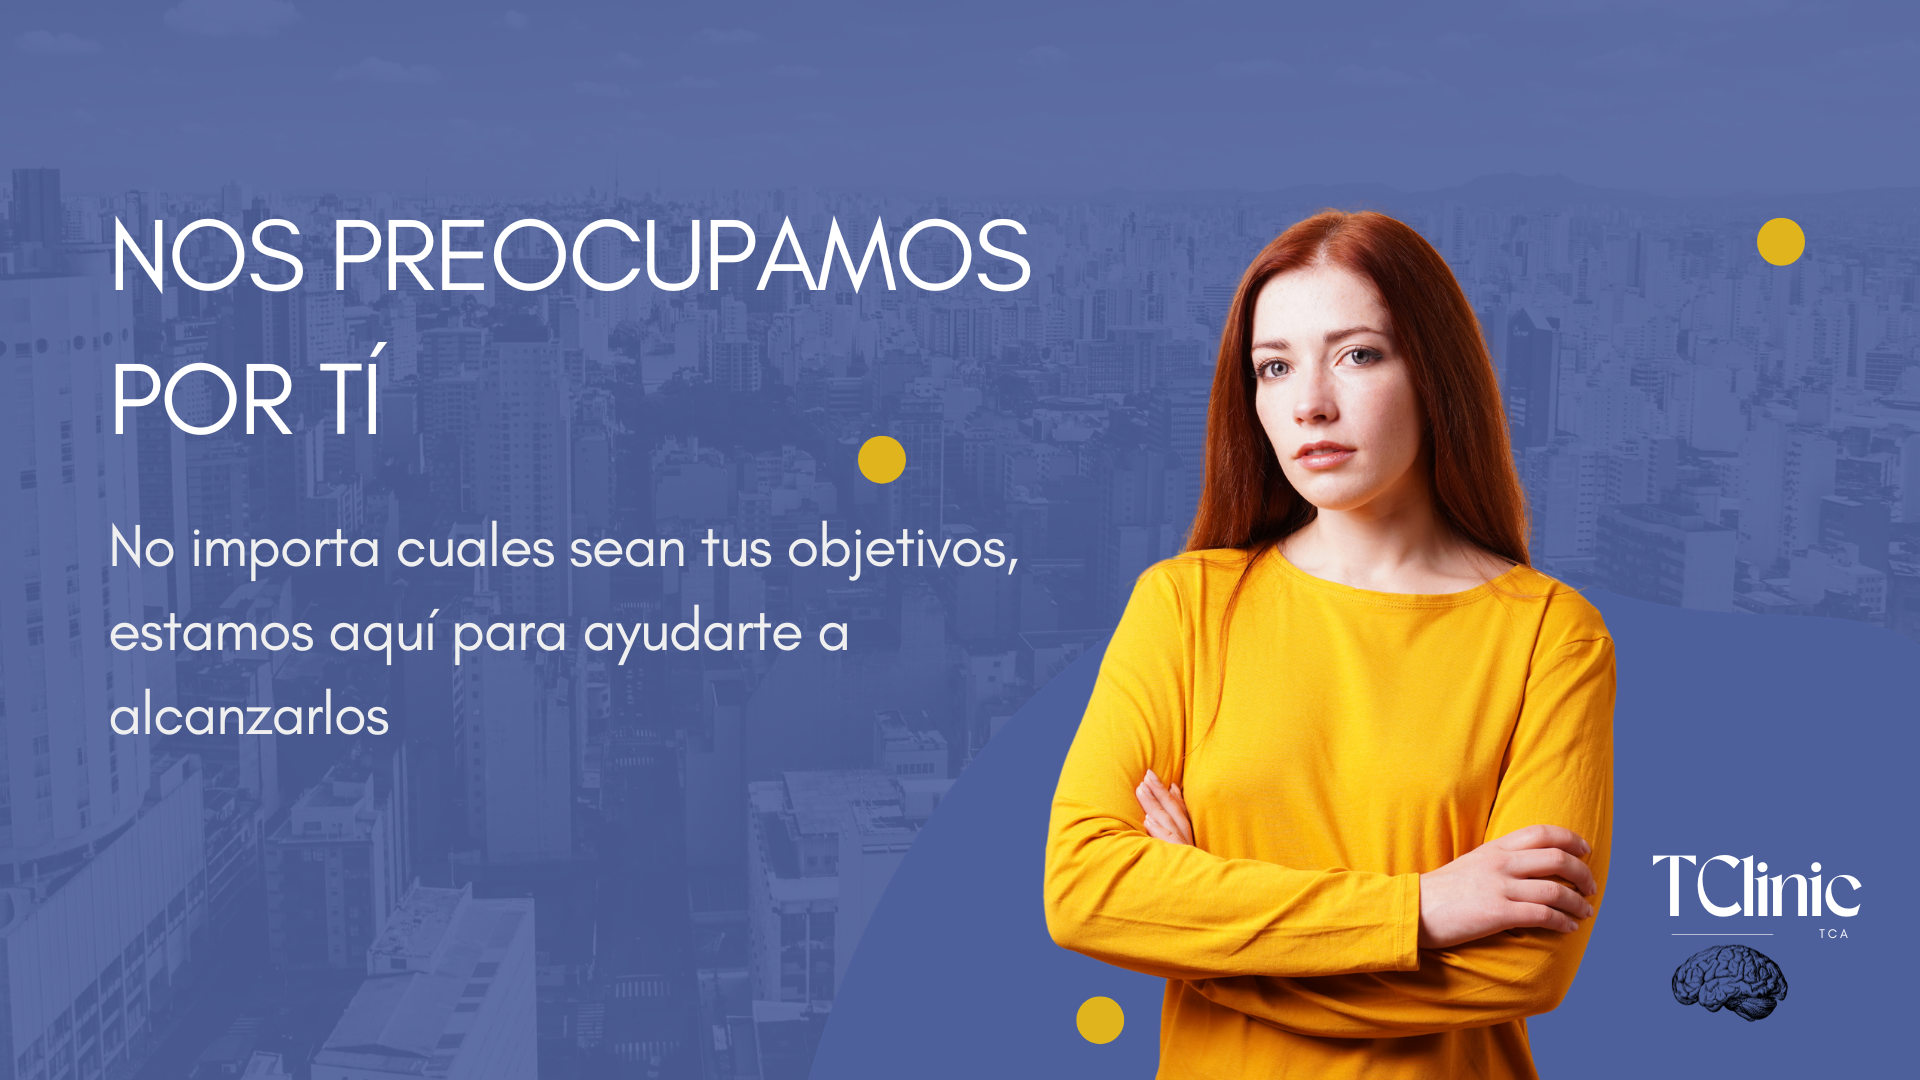 NOS PREOCUPAMOS
POR TÍ
No importa cuales sean tus objetivos,
estamos aquí para ayudarte a
alcanzarlos
TClinic
TCA